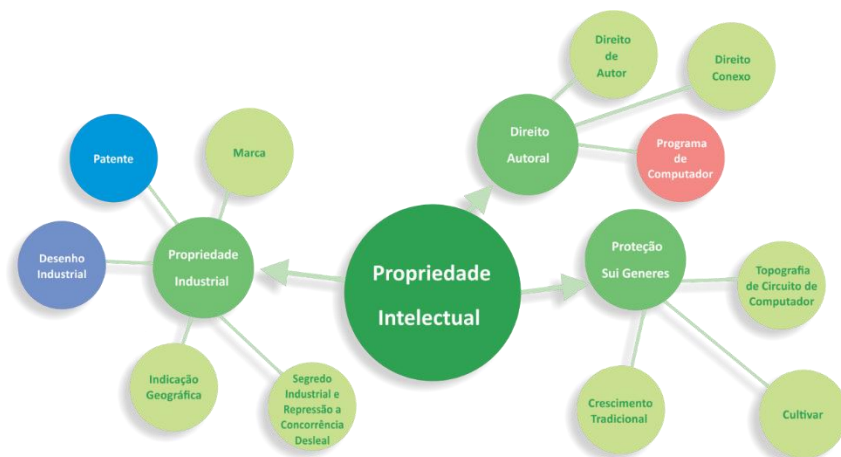 Direito
de
Autor
Direito
Conexo
Direito
Autoral
Programa
de
Computador
Patente
Marca
Desenho
Industrial
Propriedade
Industrial
Propriedade
Intelectual
Proteção
Sui Generes
Topografia
de Circuito de
Computador
Indicação
Geográfica
Segredo
Industrial e
Repressão a
Concorrência
Desleal
Crescimento
Tradicional
Cultivar